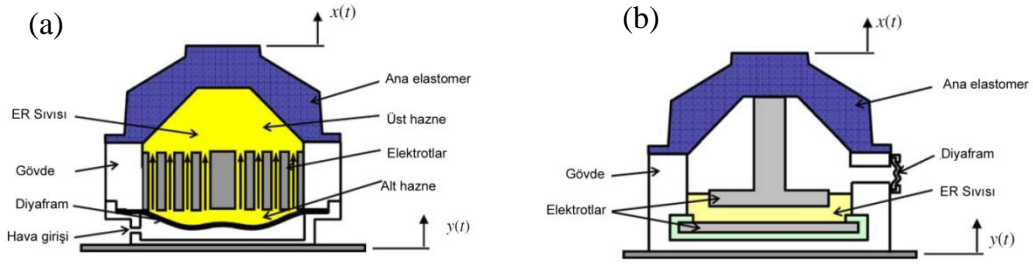 (a)
x(t)
Ana elastomer
ER Sıvısı
Üst hazne
Elektrotlar
Gövde
Alt hazne
Diyafram
Hava girişi
y(t)
(b)
x(t)
Ana elastomer
Diyafram
Gövde
ER Sıvısı
Elektrotlar
y(t)